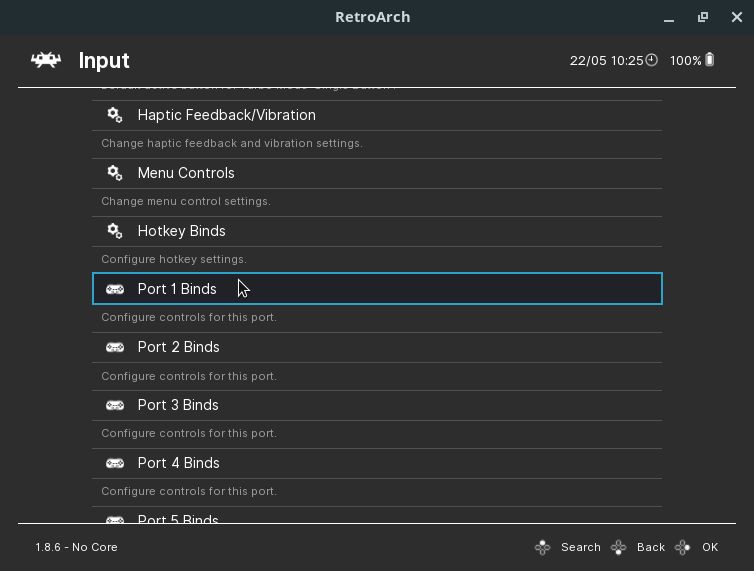 RetroArch
Input
22/05 10:25 100%
Haptic Feedback/Vibration
Change haptic feedback and vibration settings.
Menu Controls
Change menu control settings.
Hotkey Binds
Configure hotkey settings.
Port 1 Binds
Configure controls for this port.
Port 2 Binds
Configure controls for this port.
Port 3 Binds
Configure controls for this port.
Port 4 Binds
Configure controls for this port.
Port 5 Binds
1.8.6 - No Core Search Back OK